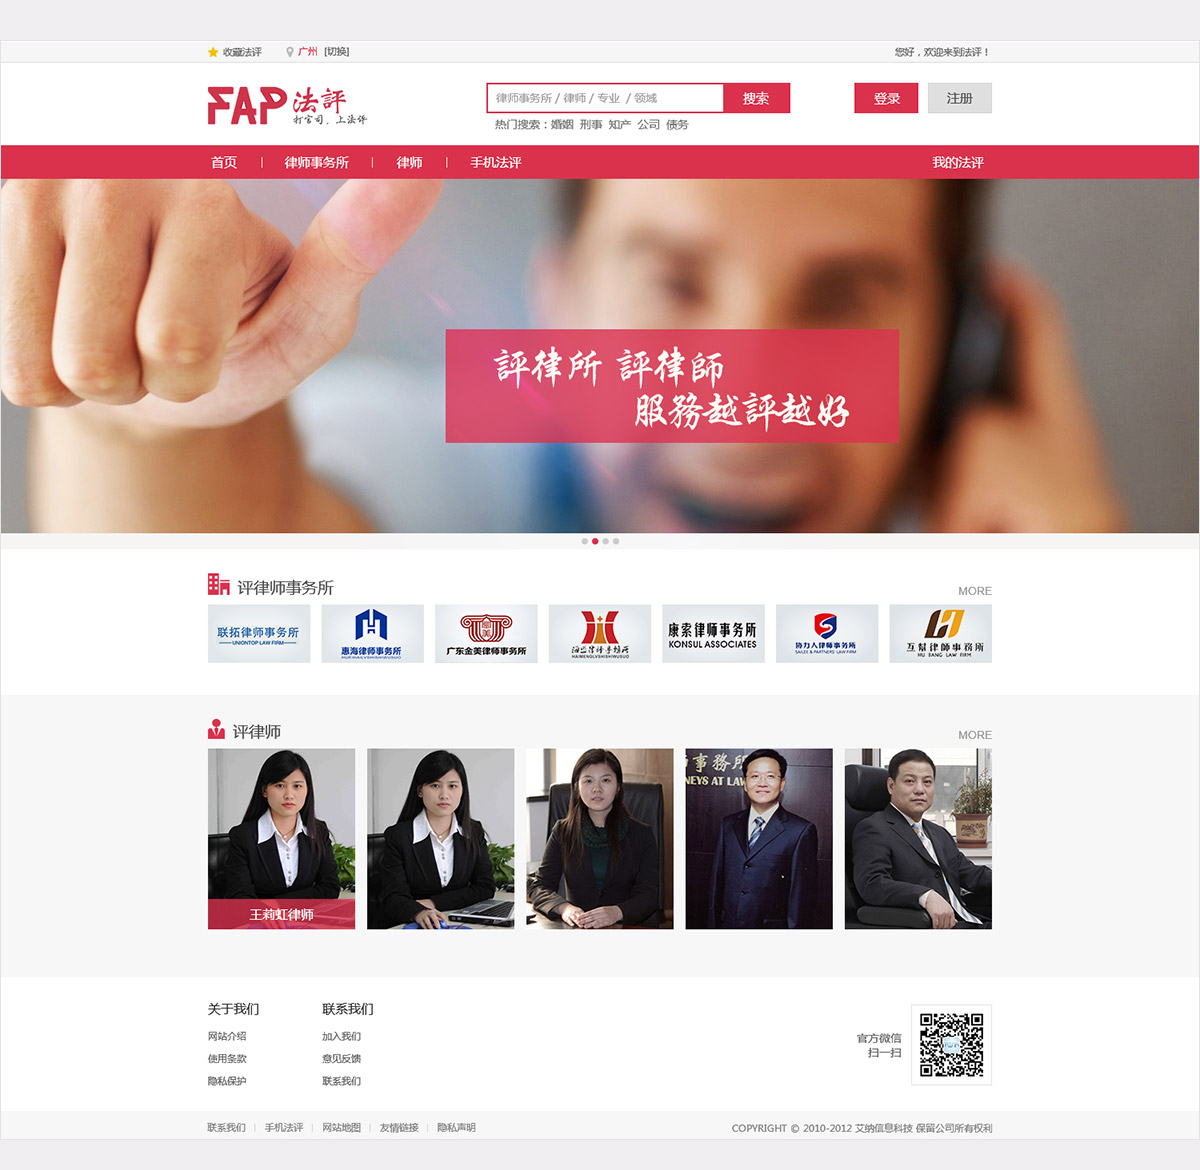 收藏法评 广州 [切换] 您好，欢迎来到法评！
FAP 法評
打官司，上法评
律师事务所 / 律师 / 专业 / 领域 搜索 登录 注册
热门搜索：婚姻 刑事 知产 公司 债务
首页 | 律师事务所 | 律师 | 手机法评 我的法评
評律所 評律師
服務越評越好
评律师事务所 MORE
联拓律师事务所
UNIONTOP LAW FIRM
惠海律师事务所
广东金美律师事务所
康索律师事务所
KONSUL ASSOCIATES
协力人律师事务所
互幫律師事務所
HU BANG LAW FIRM
评律师 MORE
事務所
NEYS AT LAW
王莉虹律师
关于我们 联系我们
网站介绍 加入我们
使用条款 意见反馈
隐私保护 联系我们
官方微信
扫一扫
联系我们 | 手机法评 | 网站地图 | 友情链接 | 隐私声明 COPYRIGHT © 2010-2012 艾纳信息科技 保留公司所有权利